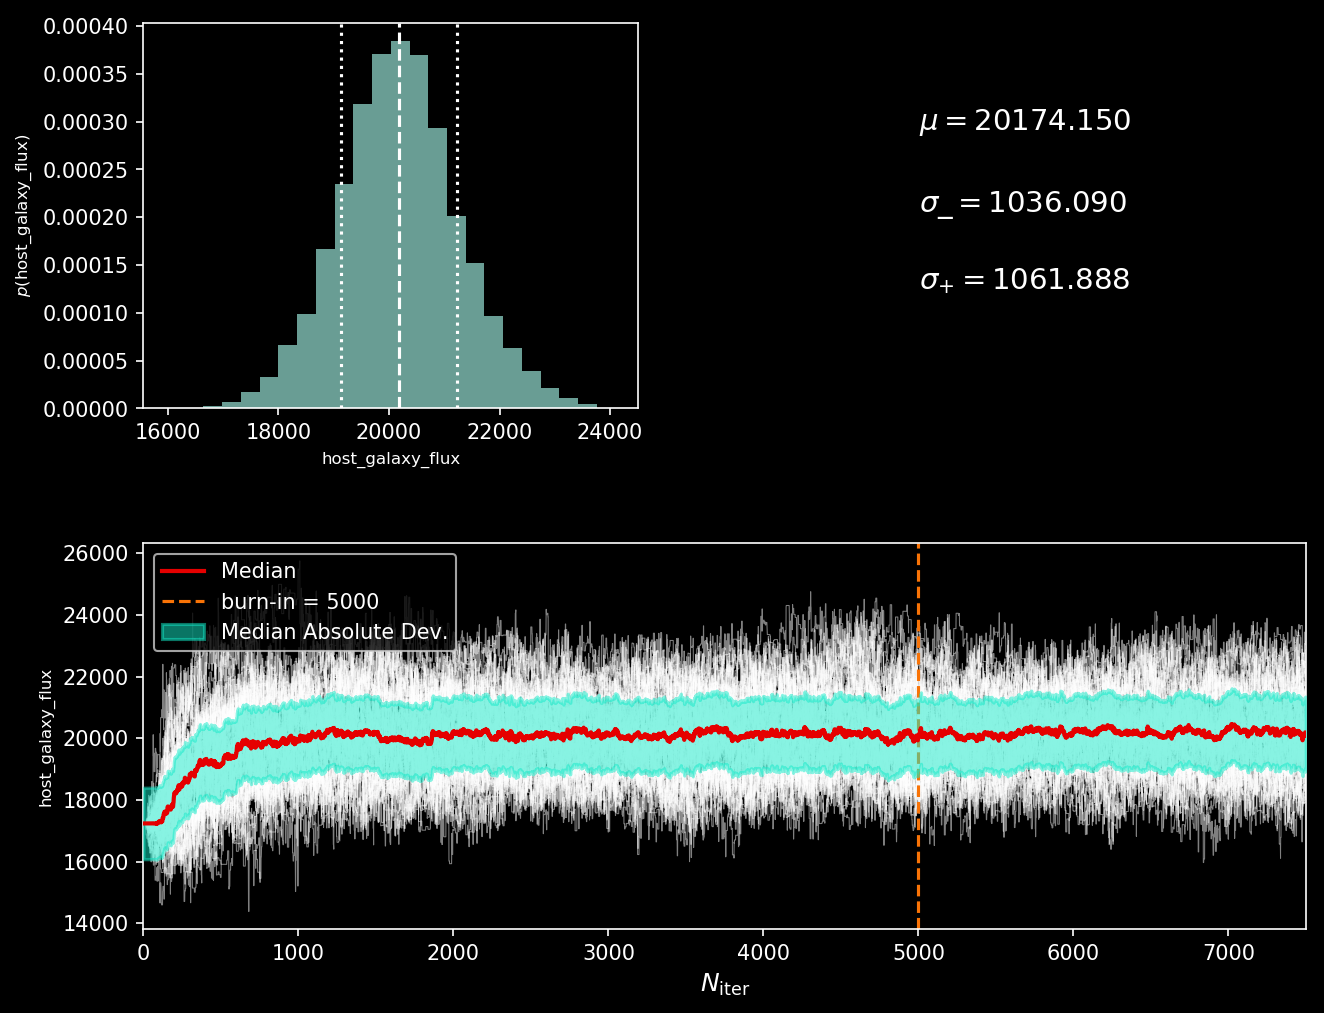 0.00040
0.00035
0.00030
0.00025
0.00020
0.00015
0.00010
0.00005
0.00000
p(host_galaxy_flux)
16000 18000 20000 22000 24000
host_galaxy_flux
μ = 20174.150
σ₋ = 1036.090
σ₊ = 1061.888
26000
24000
22000
20000
18000
16000
14000
host_galaxy_flux
Median
burn-in = 5000
Median Absolute Dev.
0 1000 2000 3000 4000 5000 6000 7000
N_iter